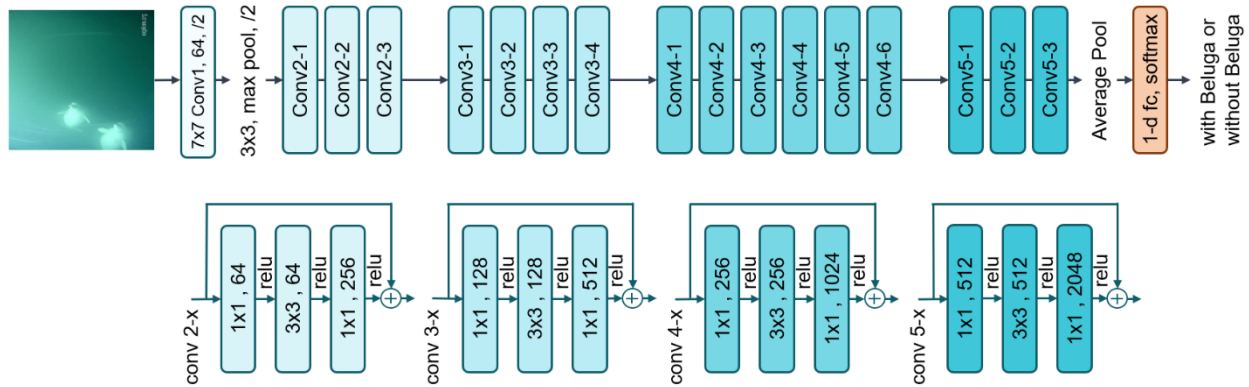 7x7 Conv1, 64, /2
3x3, max pool, /2
Conv2-1
Conv2-2
Conv2-3
Conv3-1
Conv3-2
Conv3-3
Conv3-4
Conv4-1
Conv4-2
Conv4-3
Conv4-4
Conv4-5
Conv4-6
Conv5-1
Conv5-2
Conv5-3
Average Pool
1-d fc, softmax
with Beluga or
without Beluga
conv 2-x
1x1 , 64
relu
3x3 , 64
relu
1x1 , 256
relu
+
conv 3-x
1x1 , 128
relu
3x3 , 128
relu
1x1 , 512
relu
+
conv 4-x
1x1 , 256
relu
3x3 , 256
relu
1x1 , 1024
relu
+
conv 5-x
1x1 , 512
relu
3x3 , 512
relu
1x1 , 2048
relu
+